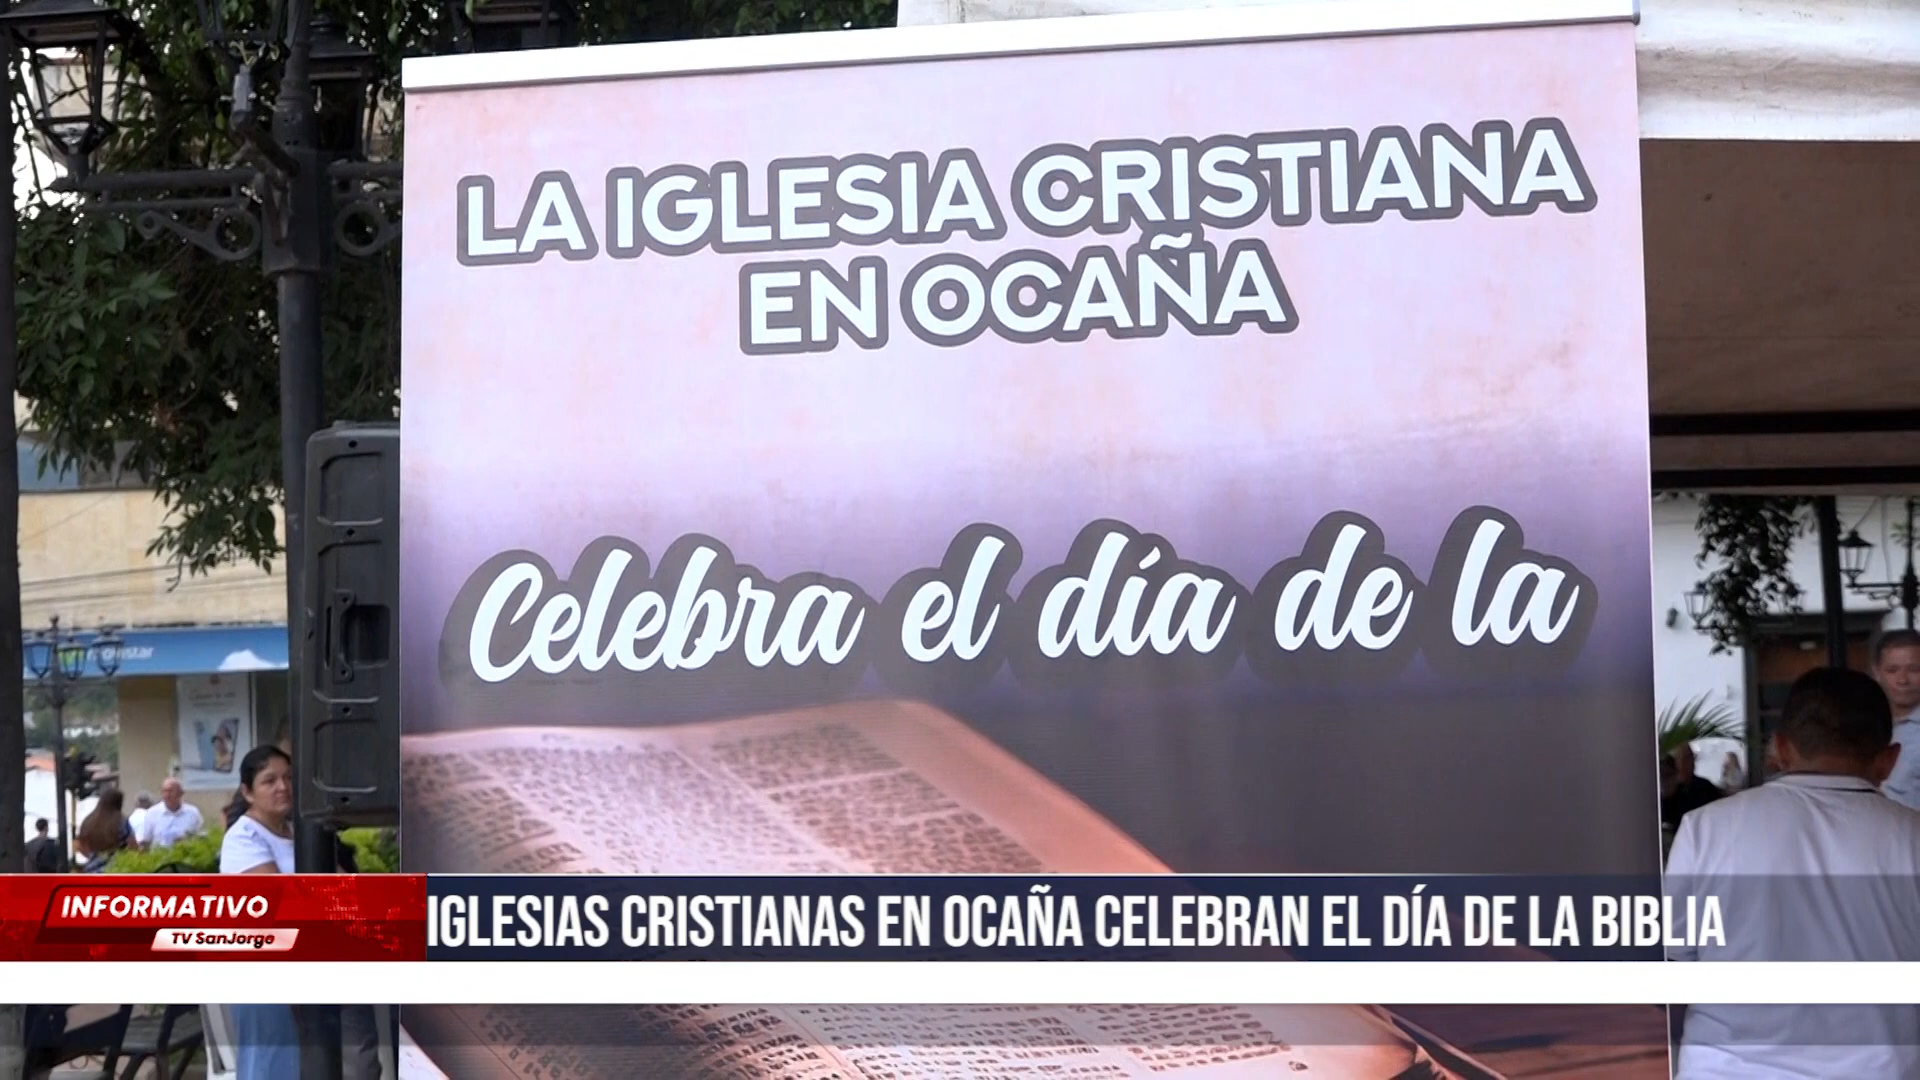 LA IGLESIA CRISTIANA
EN OCAÑA
Celebra el día de la
movistar
INFORMATIVO
TV SanJorge
IGLESIAS CRISTIANAS EN OCAÑA CELEBRAN EL DÍA DE LA BIBLIA